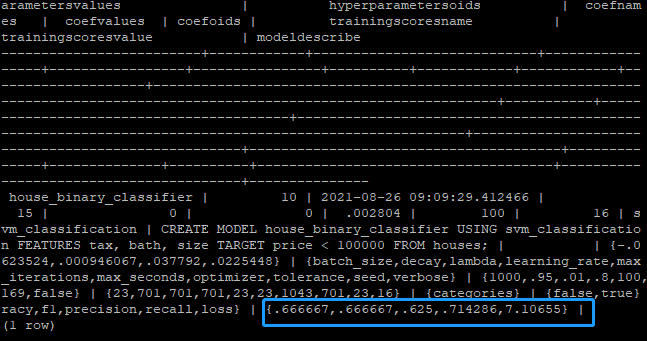 arametersvalues | hyperparametersoids | coefnam
es | coefvalues | coefoids | trainingscoresname |
trainingscoresvalue | modeldescribe
--------------------------+-------------+----------------------------+----------
-----+--------------+------------+----------+------------+-------------+--
------------------+-------------------------------------------------------------
---------------------------------------------------------------+-----------+----
-------------------------------------+------------------------------------------
-----------------------------------------------------------+--------------------
----------------------------------------------------+-----------------+---------
-----+---------------+----------+--------------------------------------+--------
------------------------------+---------------
house_binary_classifier | 10 | 2021-08-26 09:09:29.412466 |
15 | 0 | 0 | .002804 | 100 | 16 | s
vm_classification | CREATE MODEL house_binary_classifier USING svm_classificatio
n FEATURES tax, bath, size TARGET price < 100000 FROM houses; | | {-.0
623524,.000946067,.037792,.0225448} | {batch_size,decay,lambda,learning_rate,max
_iterations,max_seconds,optimizer,tolerance,seed,verbose} | {1000,.95,.01,.8,100
169,false} | {23,701,701,701,23,23,1043,701,23,16} | {categories} | {false,true}
racy,f1,precision,recall,loss} | {.666667,.666667,.625,.714286,7.10655} |
(1 row)